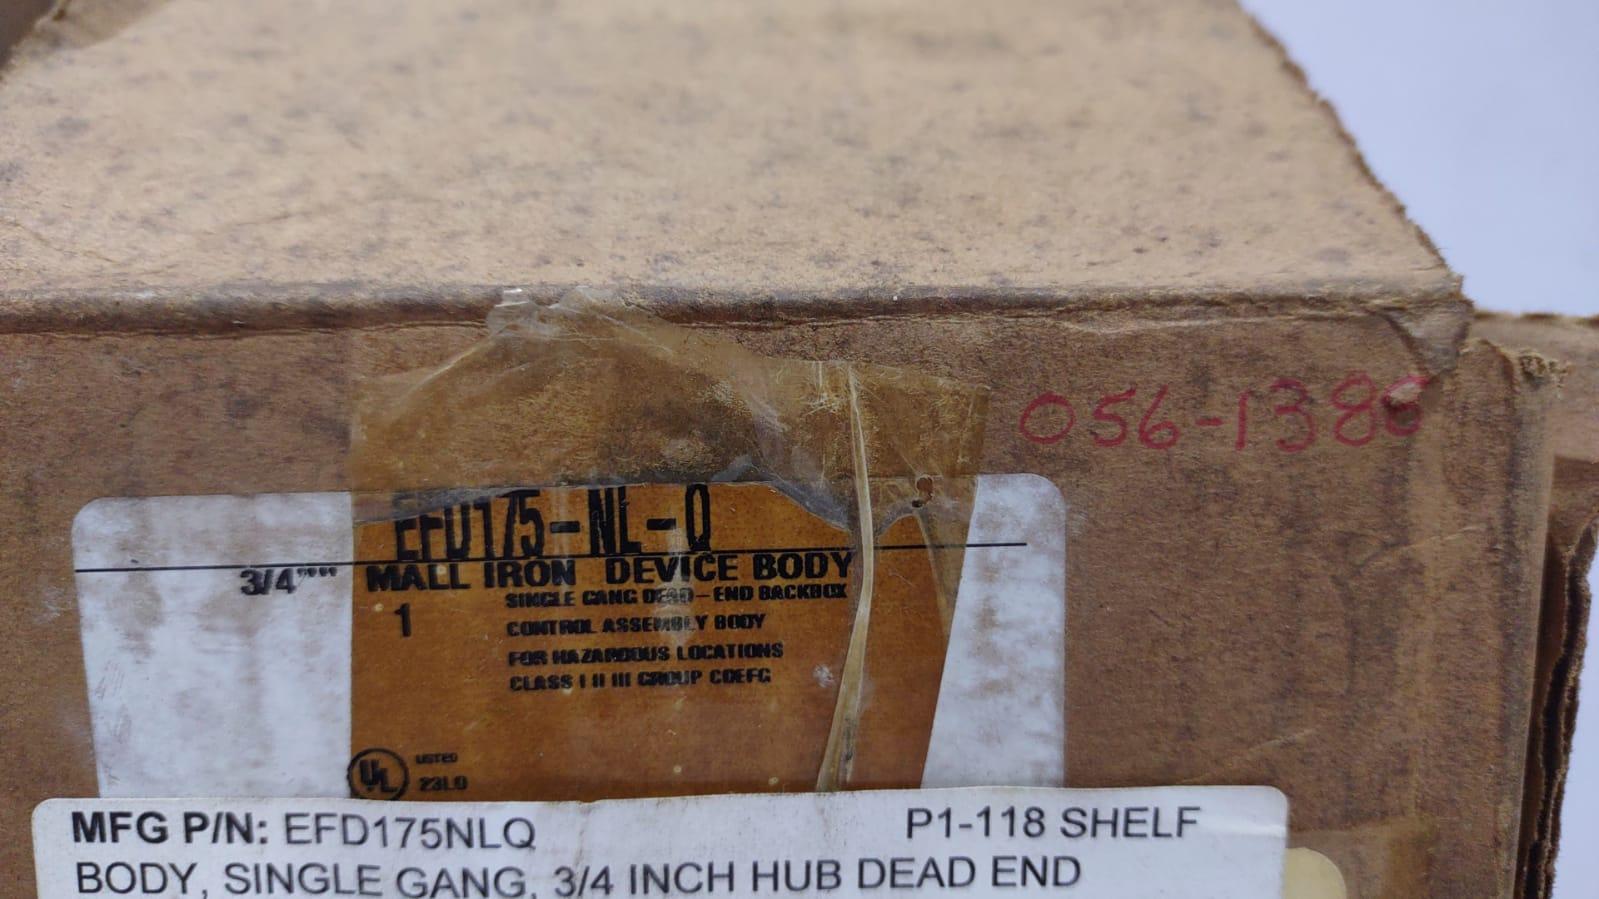 056-1386
EFD175-NL-Q
3/4"" MALL IRON DEVICE BODY
1 SINGLE GANG DEAD-END BACKBOX
CONTROL ASSEMBLY BODY
FOR HAZARDOUS LOCATIONS
CLASS I II III GROUP CDEFG
UL LISTED
23L0
MFG P/N: EFD175NLQ P1-118 SHELF
BODY, SINGLE GANG, 3/4 INCH HUB DEAD END